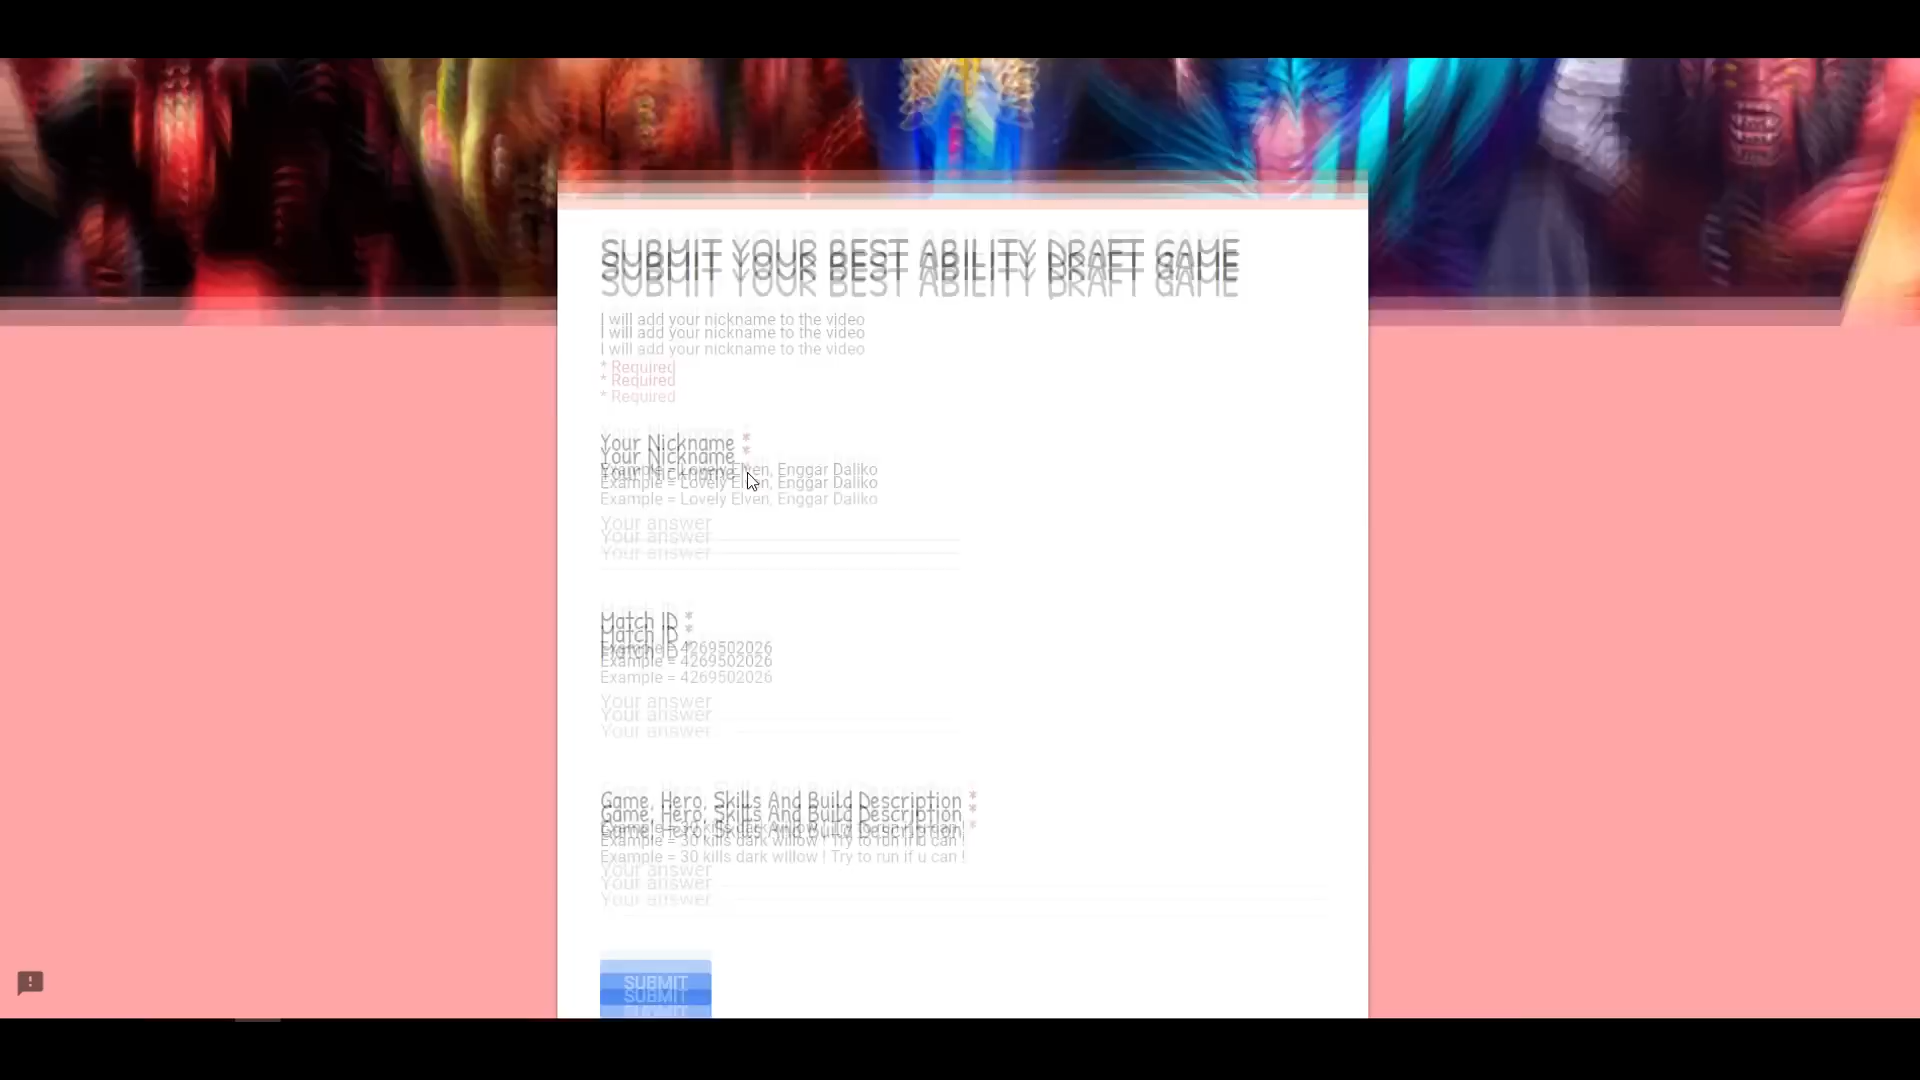 SUBMIT YOUR BEST ABILITY DRAFT GAME
I will add your nickname to the video
* Required
Your Nickname *
Example = Lovely Elven, Enggar Daliko
Your answer
Match ID *
Example = 4269502026
Your answer
Game, Hero, Skills And Build Description *
Example = 30 kills dark willow ! Try to run if u can !
Your answer
SUBMIT